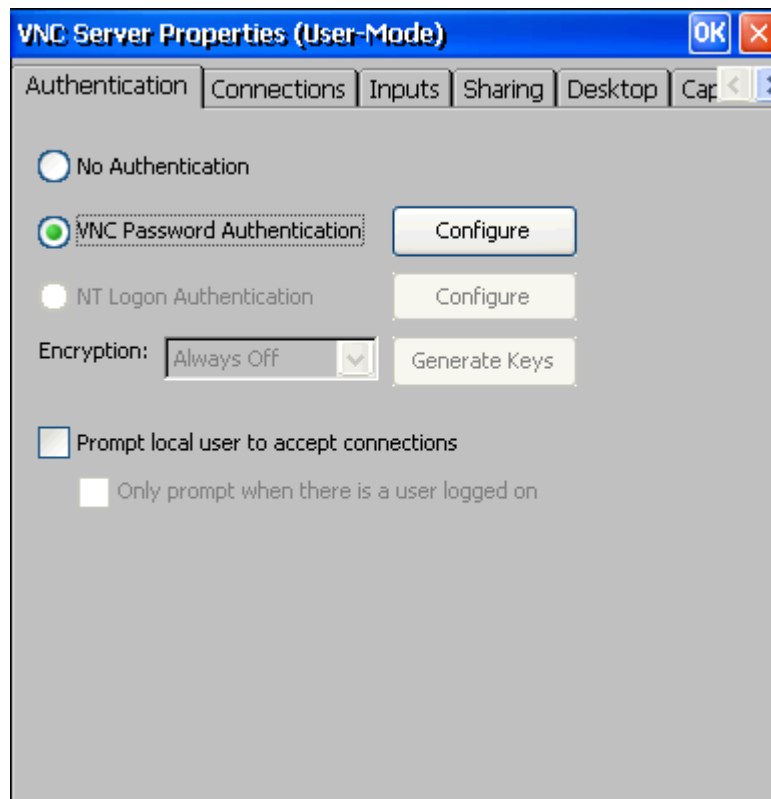 VNC Server Properties (User-Mode) OK
Authentication Connections Inputs Sharing Desktop Cap
No Authentication
VNC Password Authentication Configure
NT Logon Authentication Configure
Encryption: Always Off Generate Keys
Prompt local user to accept connections
Only prompt when there is a user logged on